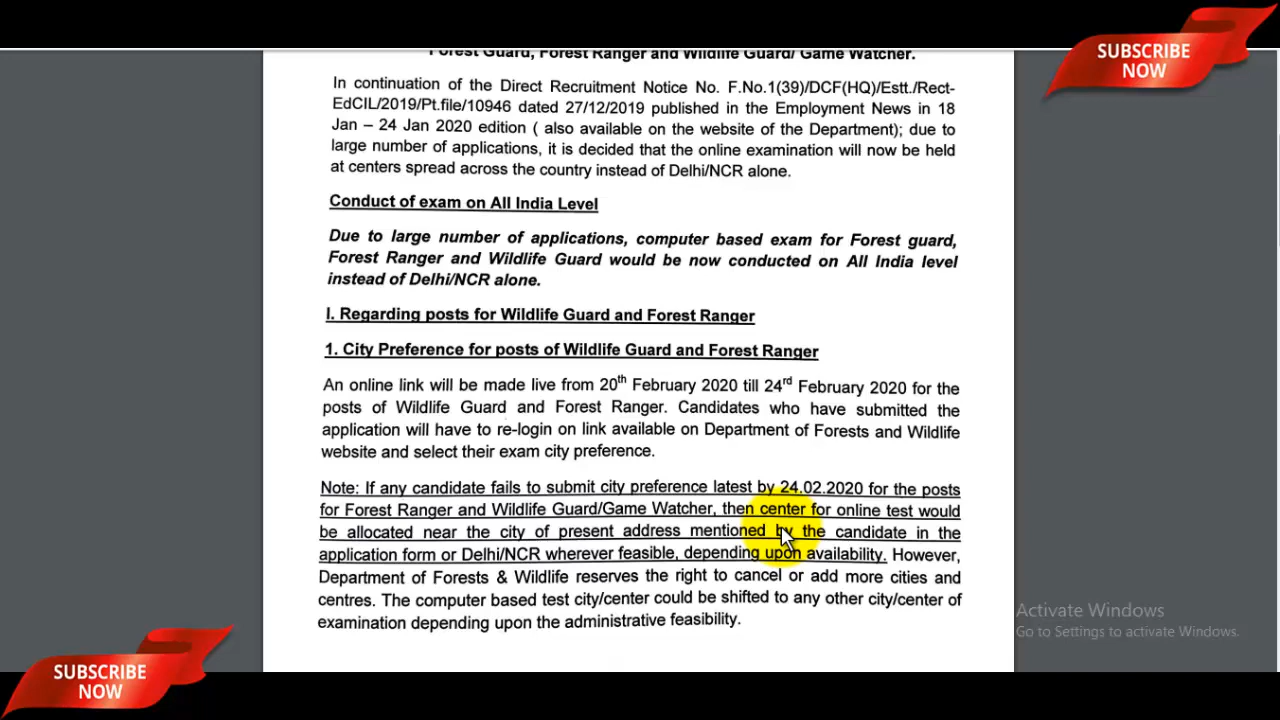 SUBSCRIBE
NOW
Forest Guard, Forest Ranger and Wildlife Guard/ Game Watcher.
In continuation of the Direct Recruitment Notice No. F.No.1(39)/DCF(HQ)/Estt./Rect-
EdCIL/2019/Pt.file/10946 dated 27/12/2019 published in the Employment News in 18
Jan – 24 Jan 2020 edition ( also available on the website of the Department); due to
large number of applications, it is decided that the online examination will now be held
at centers spread across the country instead of Delhi/NCR alone.
Conduct of exam on All India Level
Due to large number of applications, computer based exam for Forest guard,
Forest Ranger and Wildlife Guard would be now conducted on All India level
instead of Delhi/NCR alone.
I. Regarding posts for Wildlife Guard and Forest Ranger
1. City Preference for posts of Wildlife Guard and Forest Ranger
An online link will be made live from 20th February 2020 till 24rd February 2020 for the
posts of Wildlife Guard and Forest Ranger. Candidates who have submitted the
application will have to re-login on link available on Department of Forests and Wildlife
website and select their exam city preference.
Note: If any candidate fails to submit city preference latest by 24.02.2020 for the posts
for Forest Ranger and Wildlife Guard/Game Watcher, then center for online test would
be allocated near the city of present address mentioned by the candidate in the
application form or Delhi/NCR wherever feasible, depending upon availability. However,
Department of Forests & Wildlife reserves the right to cancel or add more cities and
centres. The computer based test city/center could be shifted to any other city/center of
examination depending upon the administrative feasibility.
Activate Windows
Go to Settings to activate Windows.
SUBSCRIBE
NOW